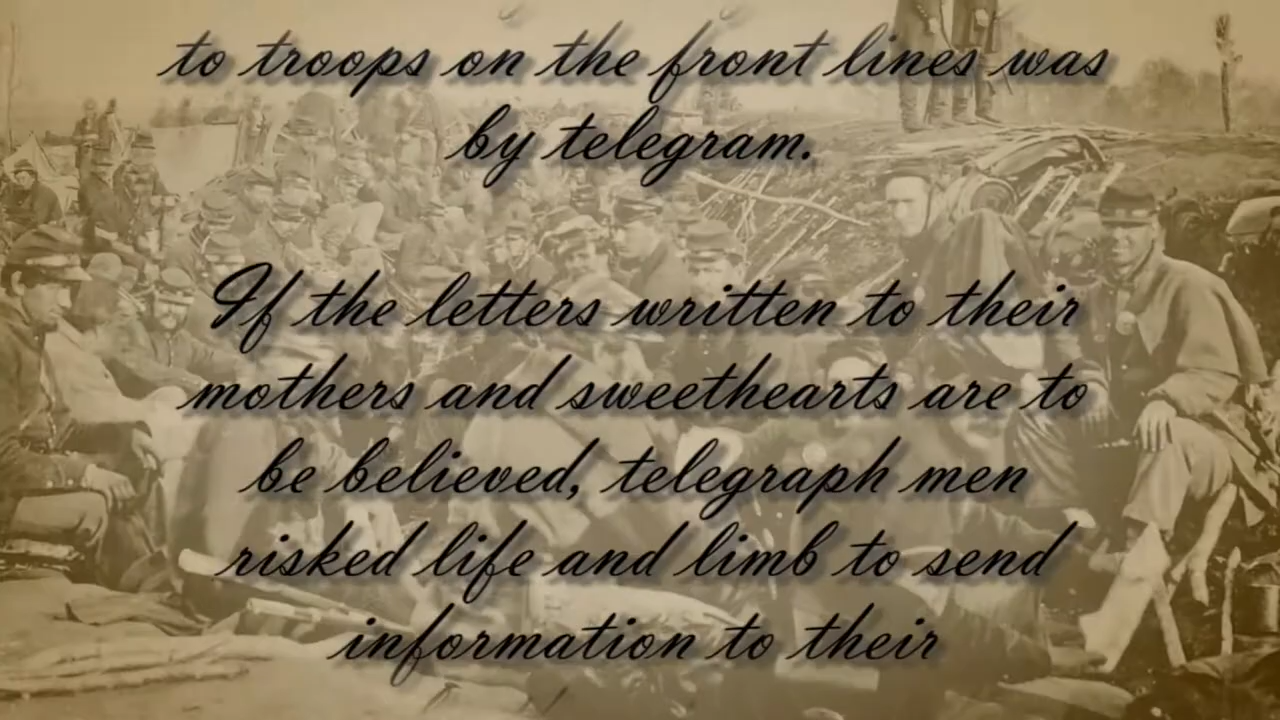 to troops on the front lines was
by telegram.
If the letters written to their
mothers and sweethearts are to
be believed, telegraph men
risked life and limb to send
information to their